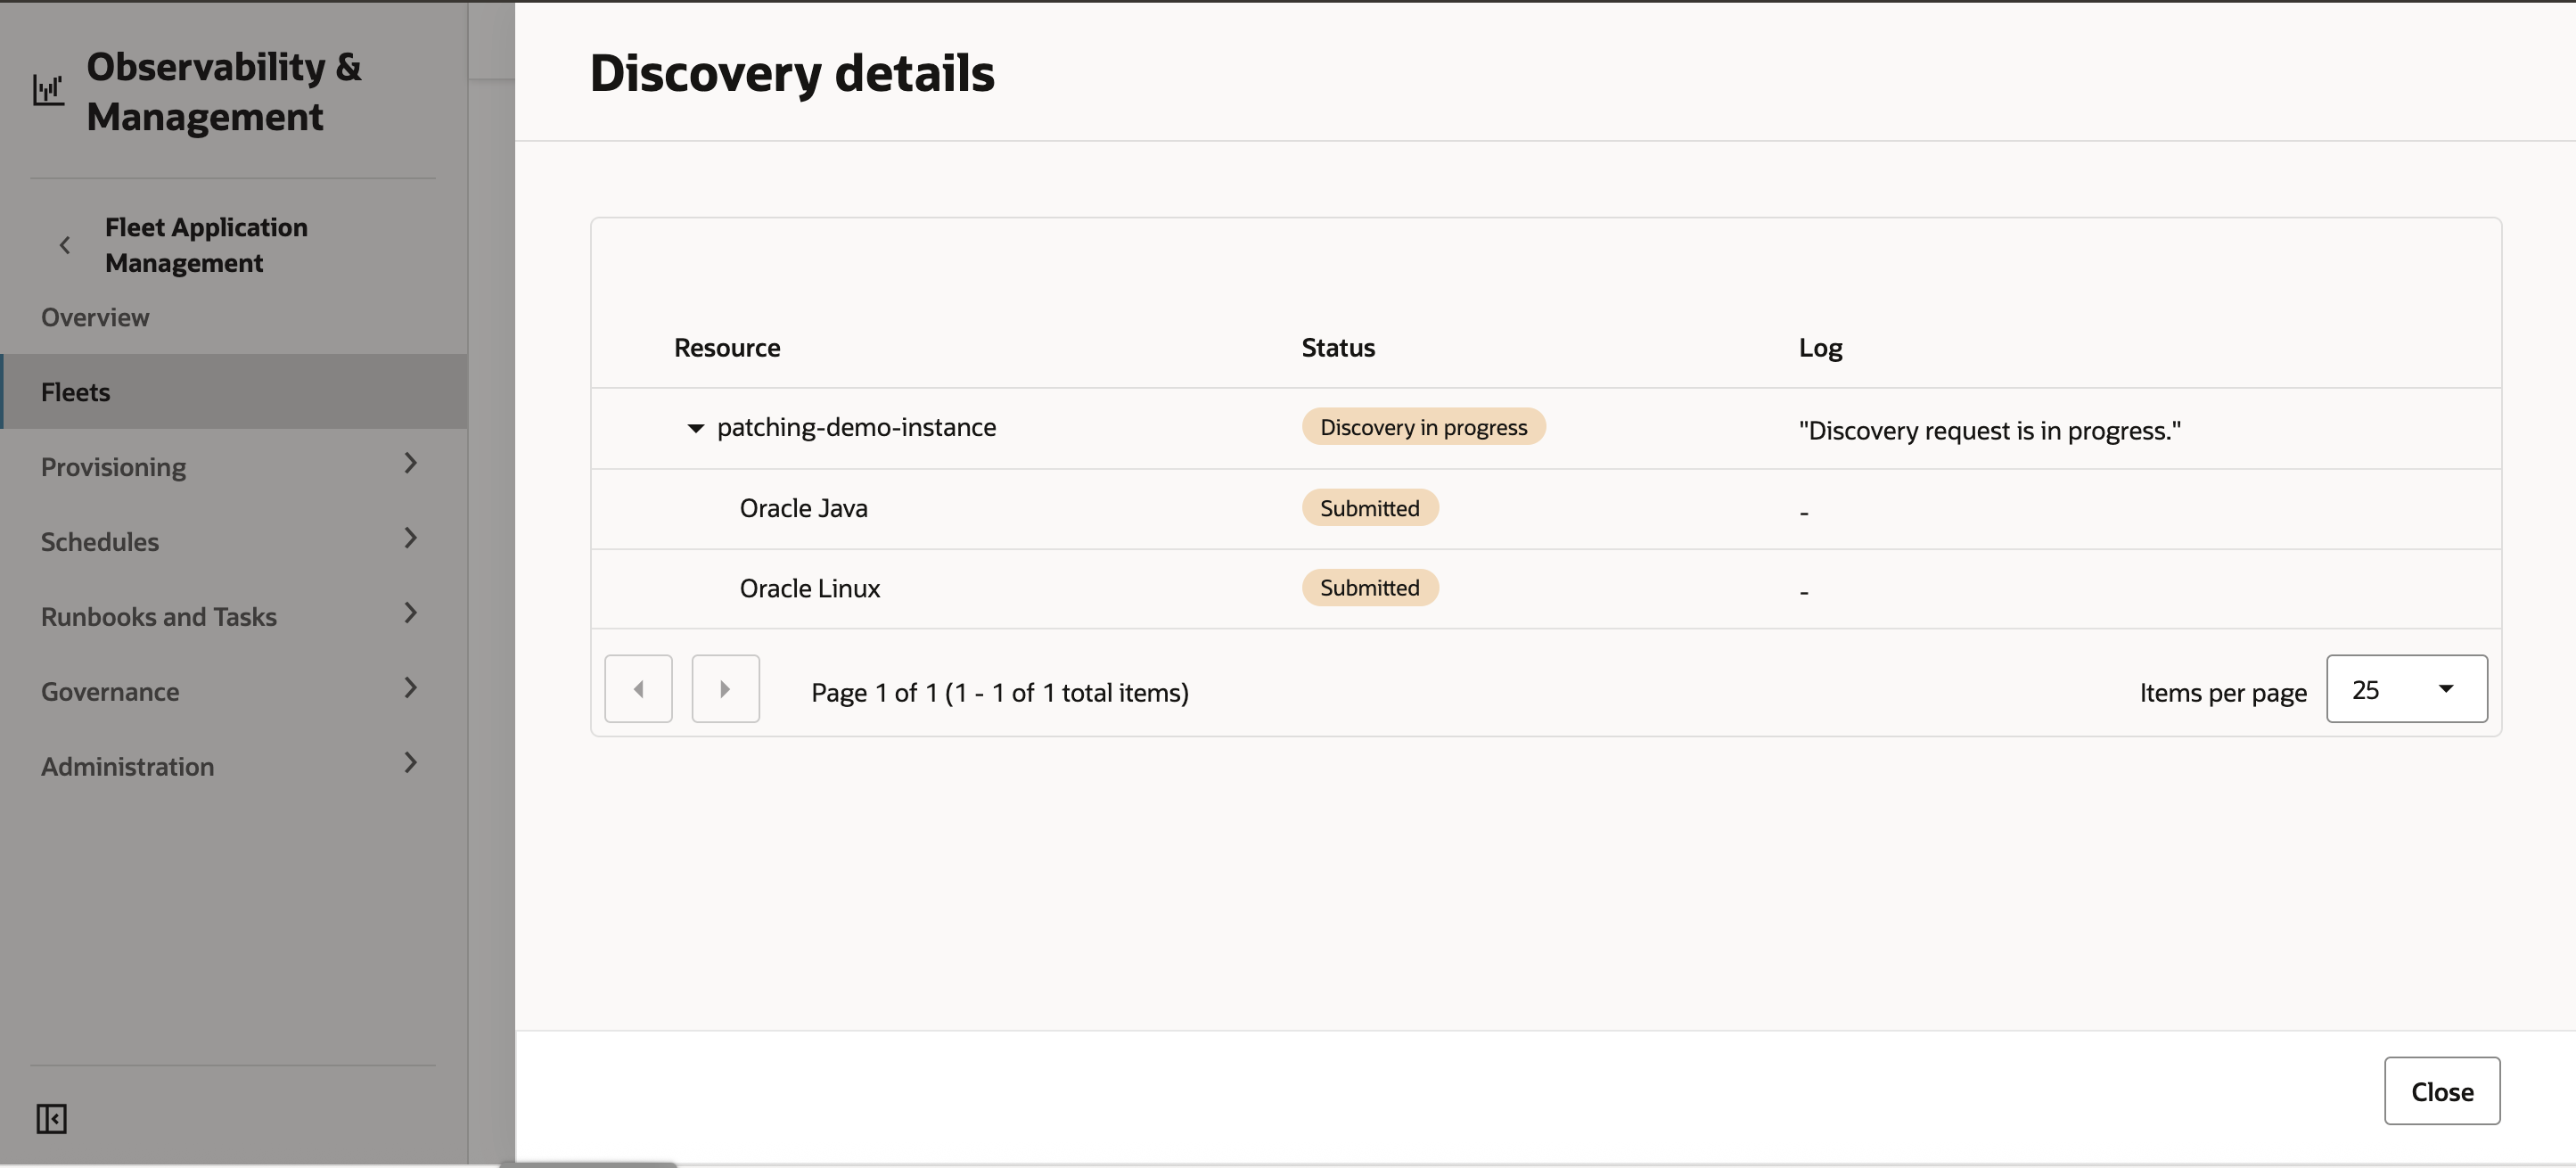 Observability &
Management
Fleet Application
Management
Overview
Fleets
Provisioning
Schedules
Runbooks and Tasks
Governance
Administration
Discovery details
Resource Status Log
patching-demo-instance Discovery in progress "Discovery request is in progress."
Oracle Java Submitted -
Oracle Linux Submitted -
Page 1 of 1 (1 - 1 of 1 total items) Items per page 25
Close